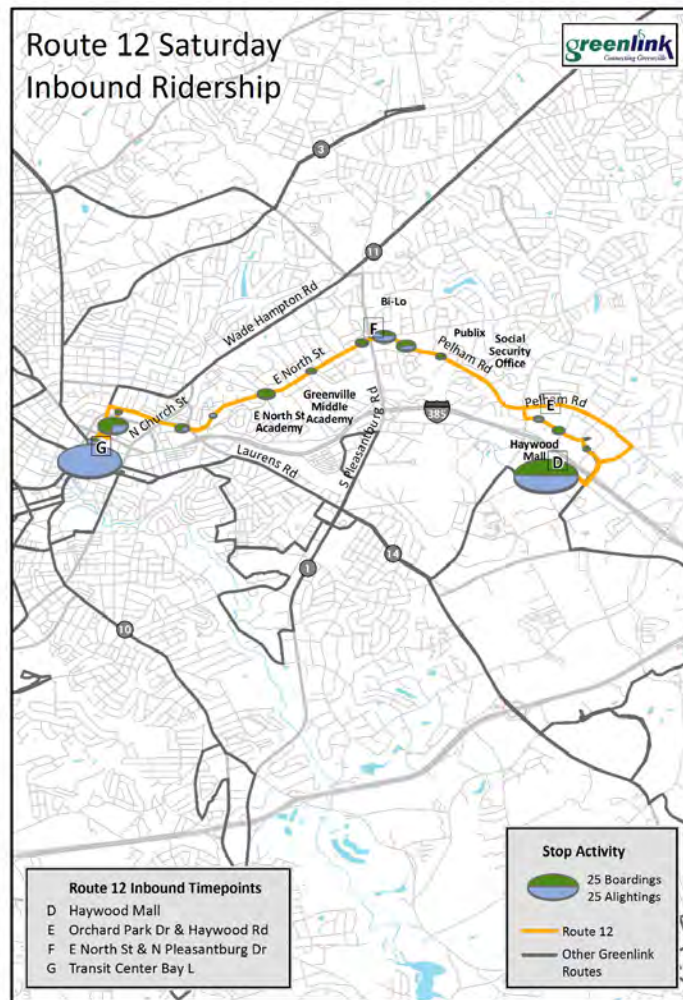 Route 12 Saturday
Inbound Ridership
greenlink
Connecting Greenville
3
11
Wade Hampton Rd
Bi-Lo
F
Publix
Social
Security
Office
Pelham Rd
E North St
Greenville
Middle
Academy
E North St
Academy
N Church St
385
Pelham Rd
E
S Pleasantburg Rd
Haywood
Mall
D
G
Laurens Rd
1
14
10
Route 12 Inbound Timepoints
D Haywood Mall
E Orchard Park Dr & Haywood Rd
F E North St & N Pleasantburg Dr
G Transit Center Bay L
Stop Activity
25 Boardings
25 Alightings
Route 12
Other Greenlink
Routes